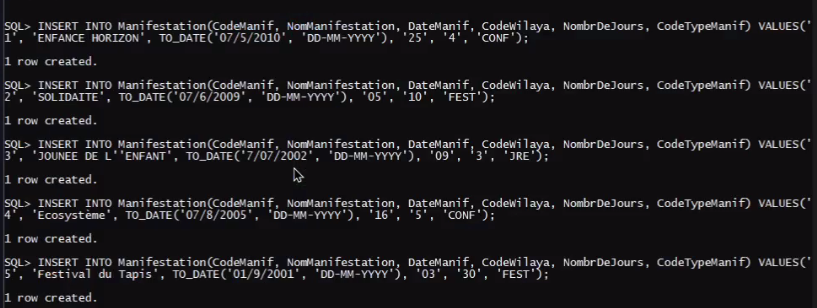 SQL> INSERT INTO Manifestation(CodeManif, NomManifestation, DateManif, CodeWilaya, NombrDeJours, CodeTypeManif) VALUES('
1', 'ENFANCE HORIZON', TO_DATE('07/5/2010', 'DD-MM-YYYY'), '25', '4', 'CONF');
1 row created.
SQL> INSERT INTO Manifestation(CodeManif, NomManifestation, DateManif, CodeWilaya, NombrDeJours, CodeTypeManif) VALUES('
2', 'SOLIDAITE', TO_DATE('07/6/2009', 'DD-MM-YYYY'), '05', '10', 'FEST');
1 row created.
SQL> INSERT INTO Manifestation(CodeManif, NomManifestation, DateManif, CodeWilaya, NombrDeJours, CodeTypeManif) VALUES('
3', 'JOUNEE DE L''ENFANT', TO_DATE('7/07/2002', 'DD-MM-YYYY'), '09', '3', 'JRE');
1 row created.
SQL> INSERT INTO Manifestation(CodeManif, NomManifestation, DateManif, CodeWilaya, NombrDeJours, CodeTypeManif) VALUES('
4', 'Ecosystème', TO_DATE('07/8/2005', 'DD-MM-YYYY'), '16', '5', 'CONF');
1 row created.
SQL> INSERT INTO Manifestation(CodeManif, NomManifestation, DateManif, CodeWilaya, NombrDeJours, CodeTypeManif) VALUES('
5', 'Festival du Tapis', TO_DATE('01/9/2001', 'DD-MM-YYYY'), '03', '30', 'FEST');
1 row created.